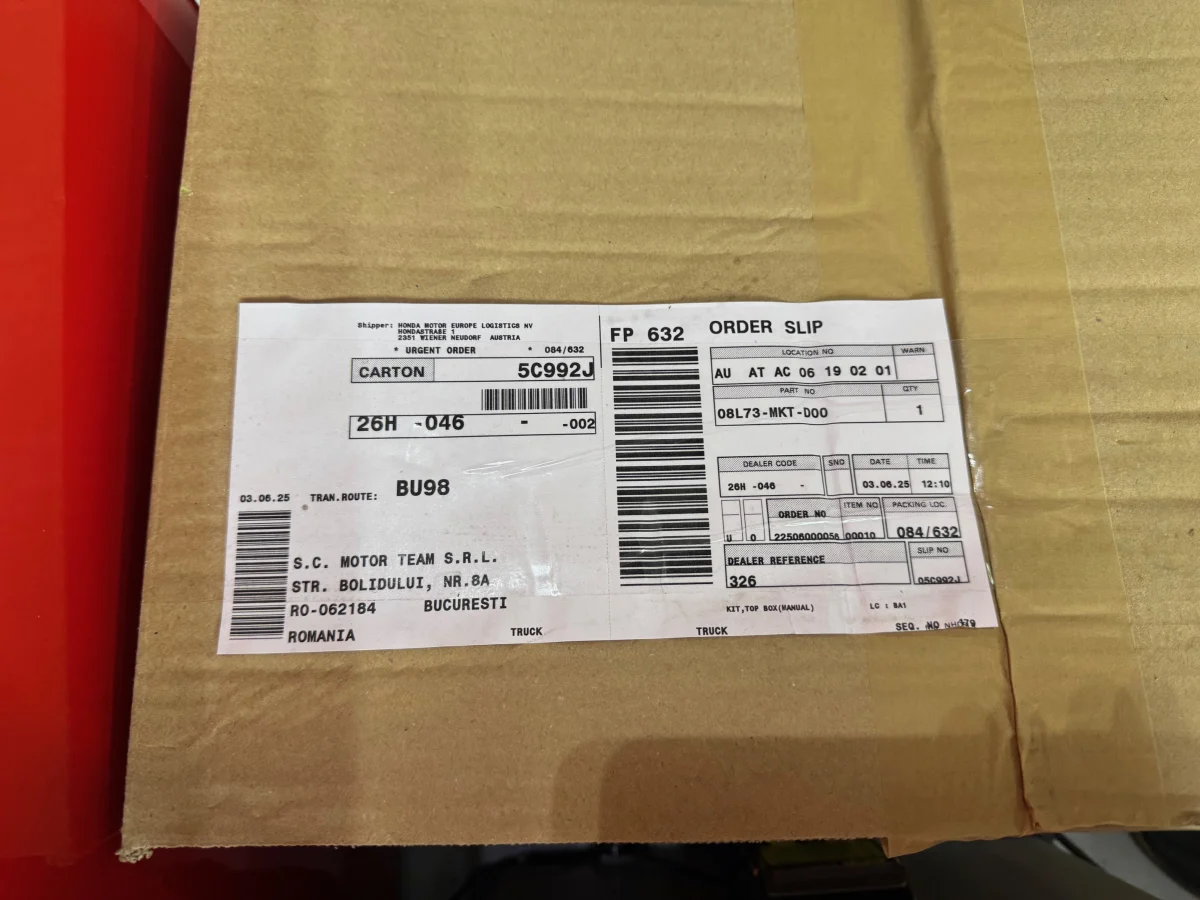 Shipper: HONDA MOTOR EUROPE LOGISTICS NV
HONDASTRAßE 1
2351 WIENER NEUDORF AUSTRIA
* URGENT ORDER * 084/632
CARTON 5C992J
26H -046 - -002
03.06.25 TRAN.ROUTE: BU98
S.C. MOTOR TEAM S.R.L.
STR. BOLIDULUI, NR.8A
RO-062184 BUCURESTI
ROMANIA
TRUCK
FP 632 ORDER SLIP
LOCATION NO WARN
AU AT AC 06 19 02 01
PART NO QTY
08L73-MKT-D00 1
DEALER CODE SND DATE TIME
26H -046 - 03.06.25 12:10
ORDER NO ITEM NO PACKING LOC.
U 0 22506000058 00010 084/632
DEALER REFERENCE SLIP NO
326 05C992J
KIT,TOP BOX(MANUAL) LC : BA1
TRUCK SEQ. NO